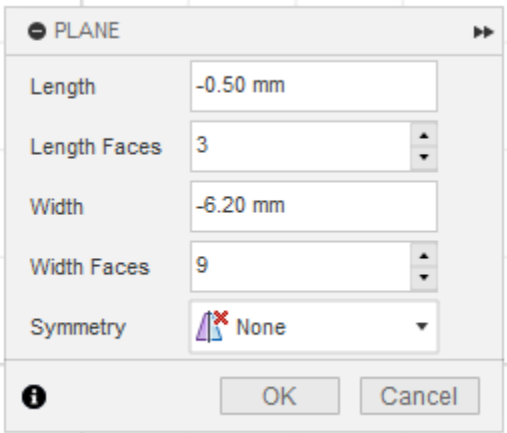 PLANE
Length -0.50 mm
Length Faces 3
Width -6.20 mm
Width Faces 9
Symmetry None
OK Cancel